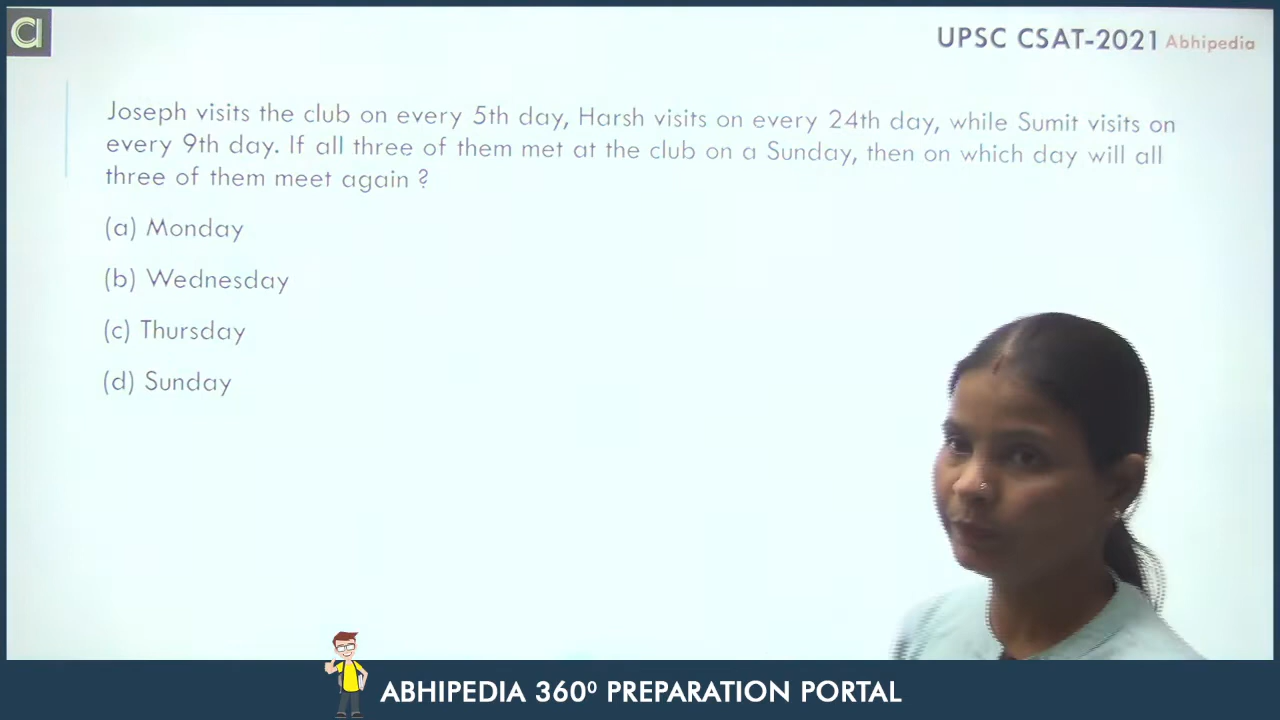 UPSC CSAT-2021 Abhipedia
Joseph visits the club on every 5th day, Harsh visits on every 24th day, while Sumit visits on
every 9th day. If all three of them met at the club on a Sunday, then on which day will all
three of them meet again ?
(a) Monday
(b) Wednesday
(c) Thursday
(d) Sunday
ABHIPEDIA 360⁰ PREPARATION PORTAL